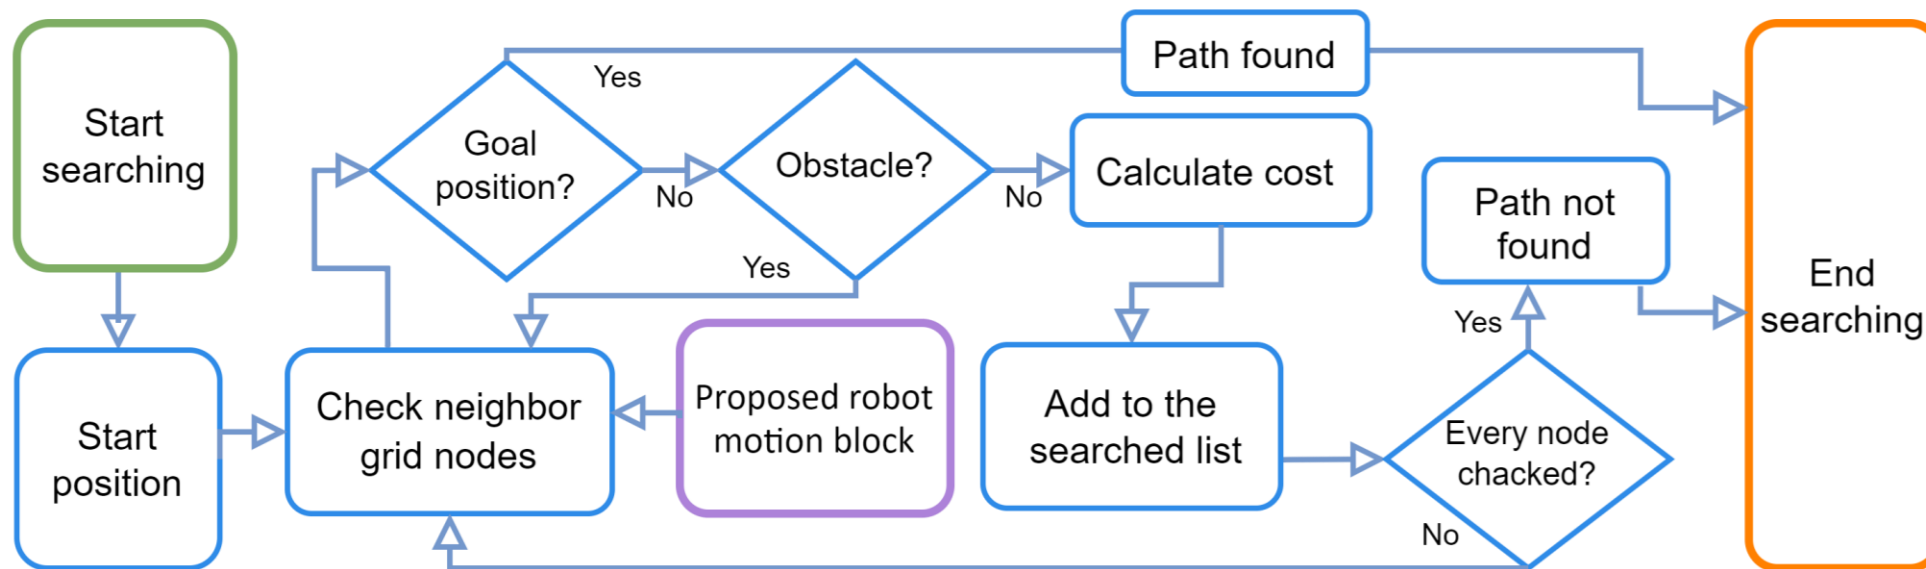 Start
searching
Start
position
Check neighbor
grid nodes
Proposed robot
motion block
Goal
position?
Yes
No
Obstacle?
Yes
No
Path found
Calculate cost
Add to the
searched list
Every node
chacked?
Yes
No
Path not
found
End
searching